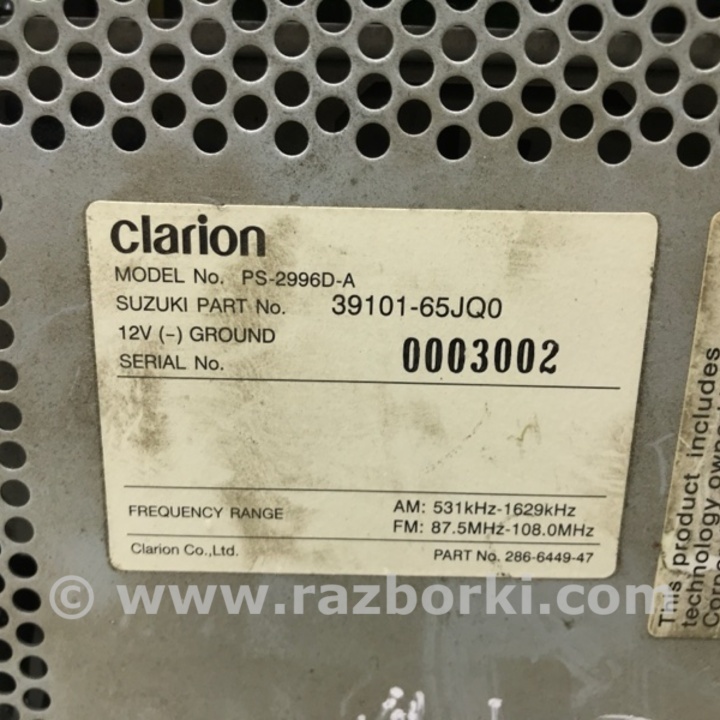 clarion
MODEL No. PS-2996D-A
SUZUKI PART No. 39101-65JQ0
12V (–) GROUND
SERIAL No. 0003002
FREQUENCY RANGE AM: 531kHz-1629kHz
FM: 87.5MHz-108.0MHz
Clarion Co.,Ltd. PART No. 286-6449-47
© www.razborki.com
This product includes
technology